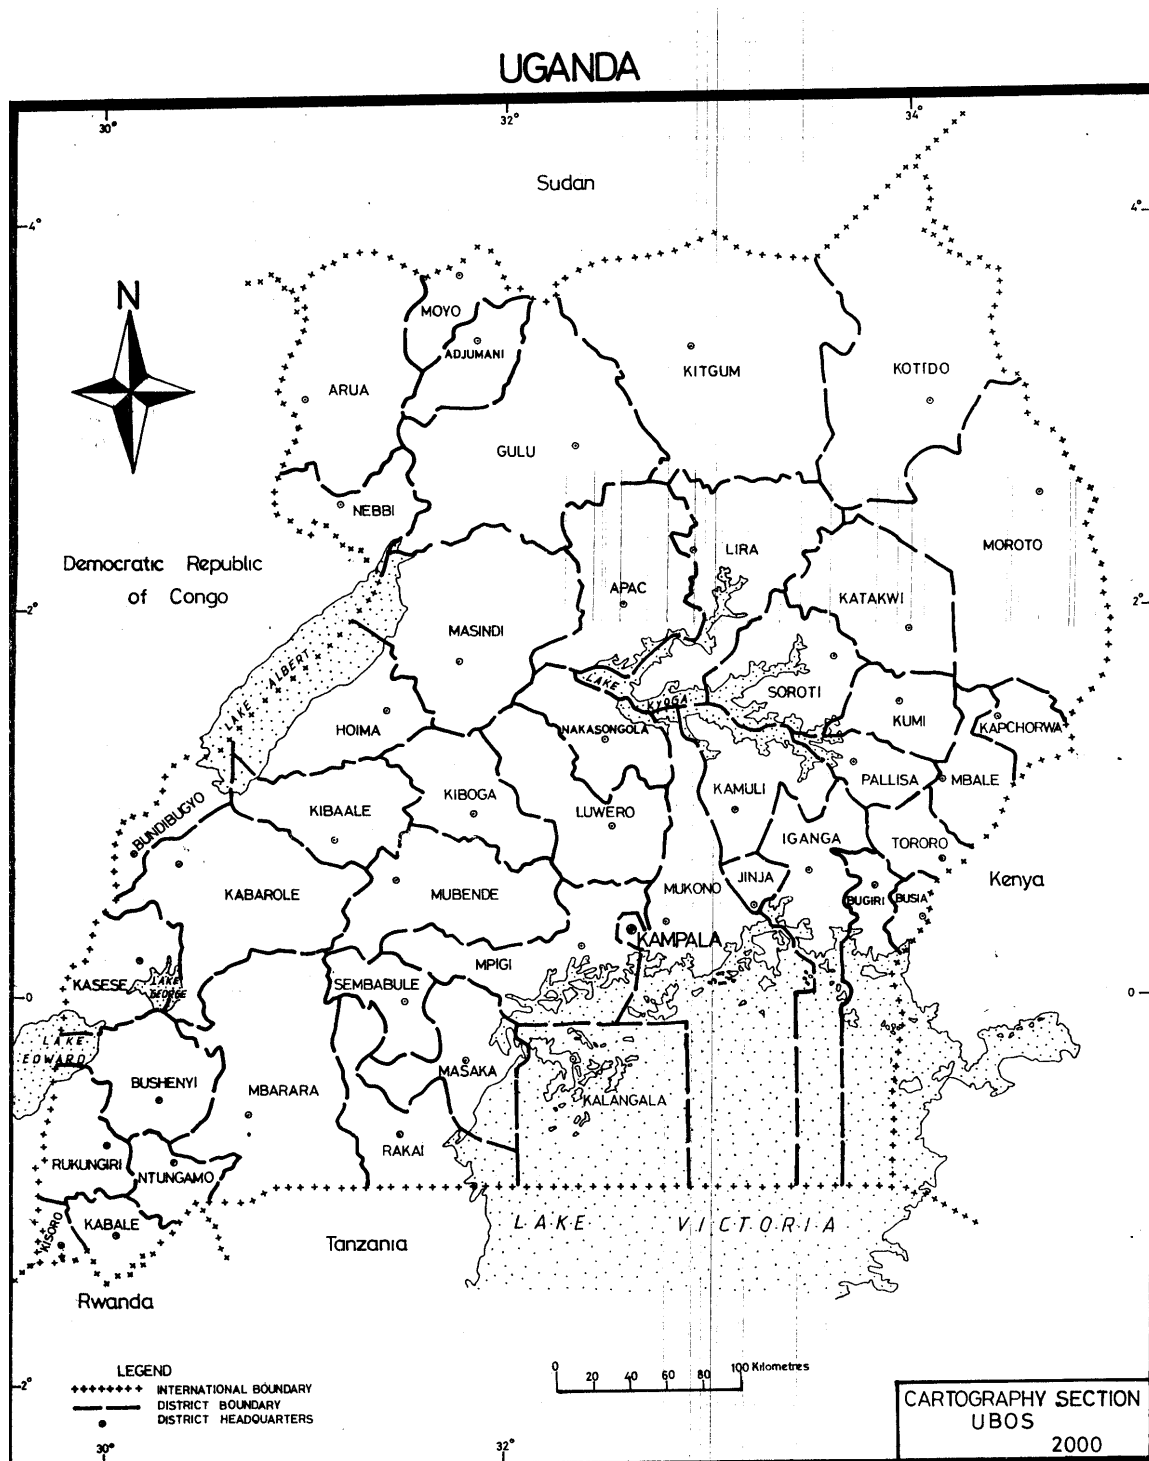 UGANDA
30°
32°
34°
Sudan
4°
4°
N
MOYO
ADJUMANI
ARUA
KITGUM
KOTIDO
GULU
NEBBI
MOROTO
LIRA
Democratic Republic
of Congo
APAC
KATAKWI
2°
2°
MASINDI
LAKE ALBERT
LAKE KYOGA
SOROTI
KUMI
KAPCHORWA
HOIMA
NAKASONGOLA
PALLISA
MBALE
KAMULI
KIBOGA
KIBAALE
LUWERO
BUNDIBUGYO
IGANGA
TORORO
Kenya
JINJA
MUKONO
KABAROLE
MUBENDE
BUGIRI
BUSIA
KAMPALA
MPIGI
KASESE
LAKE
GEORGE
SEMBABULE
0
0
LAKE
EDWARD
BUSHENYI
MASAKA
MBARARA
KALANGALA
RAKAI
RUKUNGIRI
NTUNGAMO
KABALE
KISORO
LAKE VICTORIA
Tanzania
Rwanda
LEGEND
INTERNATIONAL BOUNDARY
DISTRICT BOUNDARY
DISTRICT HEADQUARTERS
0 20 40 60 80 100 Kilometres
2°
30°
32°
CARTOGRAPHY SECTION
UBOS
2000